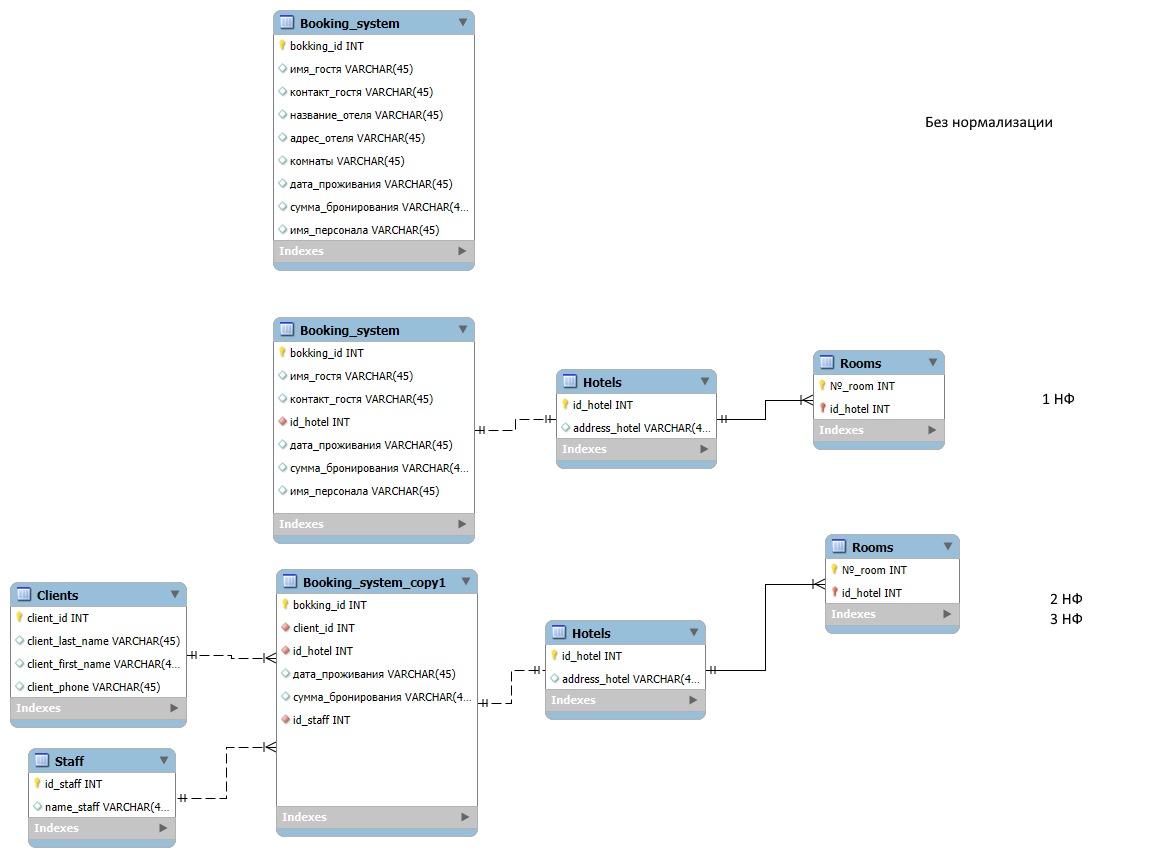 Booking_system
bokking_id INT
имя_гостя VARCHAR(45)
контакт_гостя VARCHAR(45)
название_отеля VARCHAR(45)
адрес_отеля VARCHAR(45)
комнаты VARCHAR(45)
дата_проживания VARCHAR(45)
сумма_бронирования VARCHAR(4...
имя_персонала VARCHAR(45)
Indexes
Без нормализации
Booking_system
bokking_id INT
имя_гостя VARCHAR(45)
контакт_гостя VARCHAR(45)
id_hotel INT
дата_проживания VARCHAR(45)
сумма_бронирования VARCHAR(4...
имя_персонала VARCHAR(45)
Indexes
Hotels
id_hotel INT
address_hotel VARCHAR(4...
Indexes
Rooms
№_room INT
id_hotel INT
Indexes
1 НФ
Clients
client_id INT
client_last_name VARCHAR(45)
client_first_name VARCHAR(4...
client_phone VARCHAR(45)
Indexes
Staff
id_staff INT
name_staff VARCHAR(4...
Indexes
Booking_system_copy1
bokking_id INT
client_id INT
id_hotel INT
дата_проживания VARCHAR(45)
сумма_бронирования VARCHAR(4...
id_staff INT
Indexes
Hotels
id_hotel INT
address_hotel VARCHAR(4...
Indexes
Rooms
№_room INT
id_hotel INT
Indexes
2 НФ
3 НФ